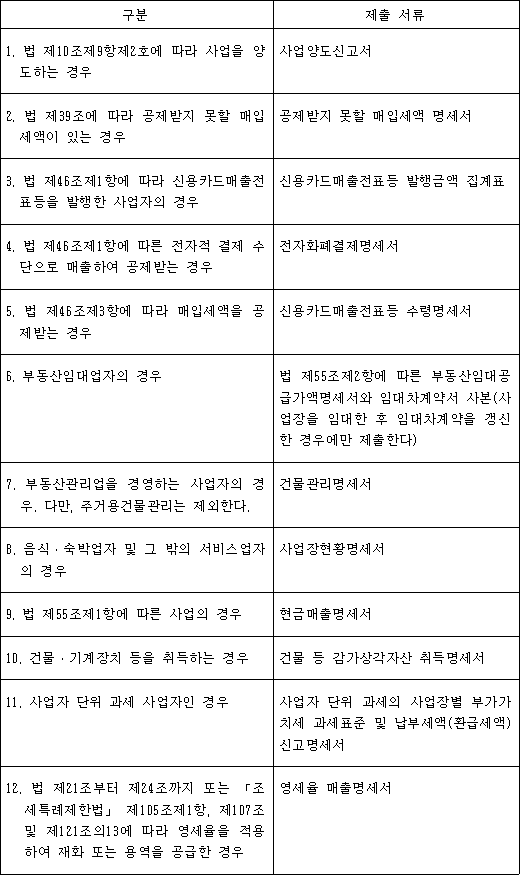 구분
제출 서류
1. 법 제10조제9항제2호에 따라 사업을 양
도하는 경우
사업양도신고서
2. 법 제39조에 따라 공제받지 못할 매입
세액이 있는 경우
공제받지 못할 매입세액 명세서
3. 법 제46조제1항에 따라 신용카드매출전
표등을 발행한 사업자의 경우
신용카드매출전표등 발행금액 집계표
4. 법 제46조제1항에 따른 전자적 결제 수
단으로 매출하여 공제받는 경우
전자화폐결제명세서
5. 법 제46조제3항에 따라 매입세액을 공
제받는 경우
신용카드매출전표등 수령명세서
6. 부동산임대업자의 경우
법 제55조제2항에 따른 부동산임대공
급가액명세서와 임대차계약서 사본(사
업장을 임대한 후 임대차계약을 갱신
한 경우에만 제출한다)
7. 부동산관리업을 경영하는 사업자의 경
우. 다만, 주거용건물관리는 제외한다.
건물관리명세서
8. 음식ㆍ숙박업자 및 그 밖의 서비스업자
의 경우
사업장현황명세서
9. 법 제55조제1항에 따른 사업의 경우
현금매출명세서
10. 건물ㆍ기계장치 등을 취득하는 경우
건물 등 감가상각자산 취득명세서
11. 사업자 단위 과세 사업자인 경우
사업자 단위 과세의 사업장별 부가가
치세 과세표준 및 납부세액(환급세액)
신고명세서
12. 법 제21조부터 제24조까지 또는 「조
세특례제한법」 제105조제1항, 제107조
및 제121조의13에 따라 영세율을 적용
하여 재화 또는 용역을 공급한 경우
영세율 매출명세서